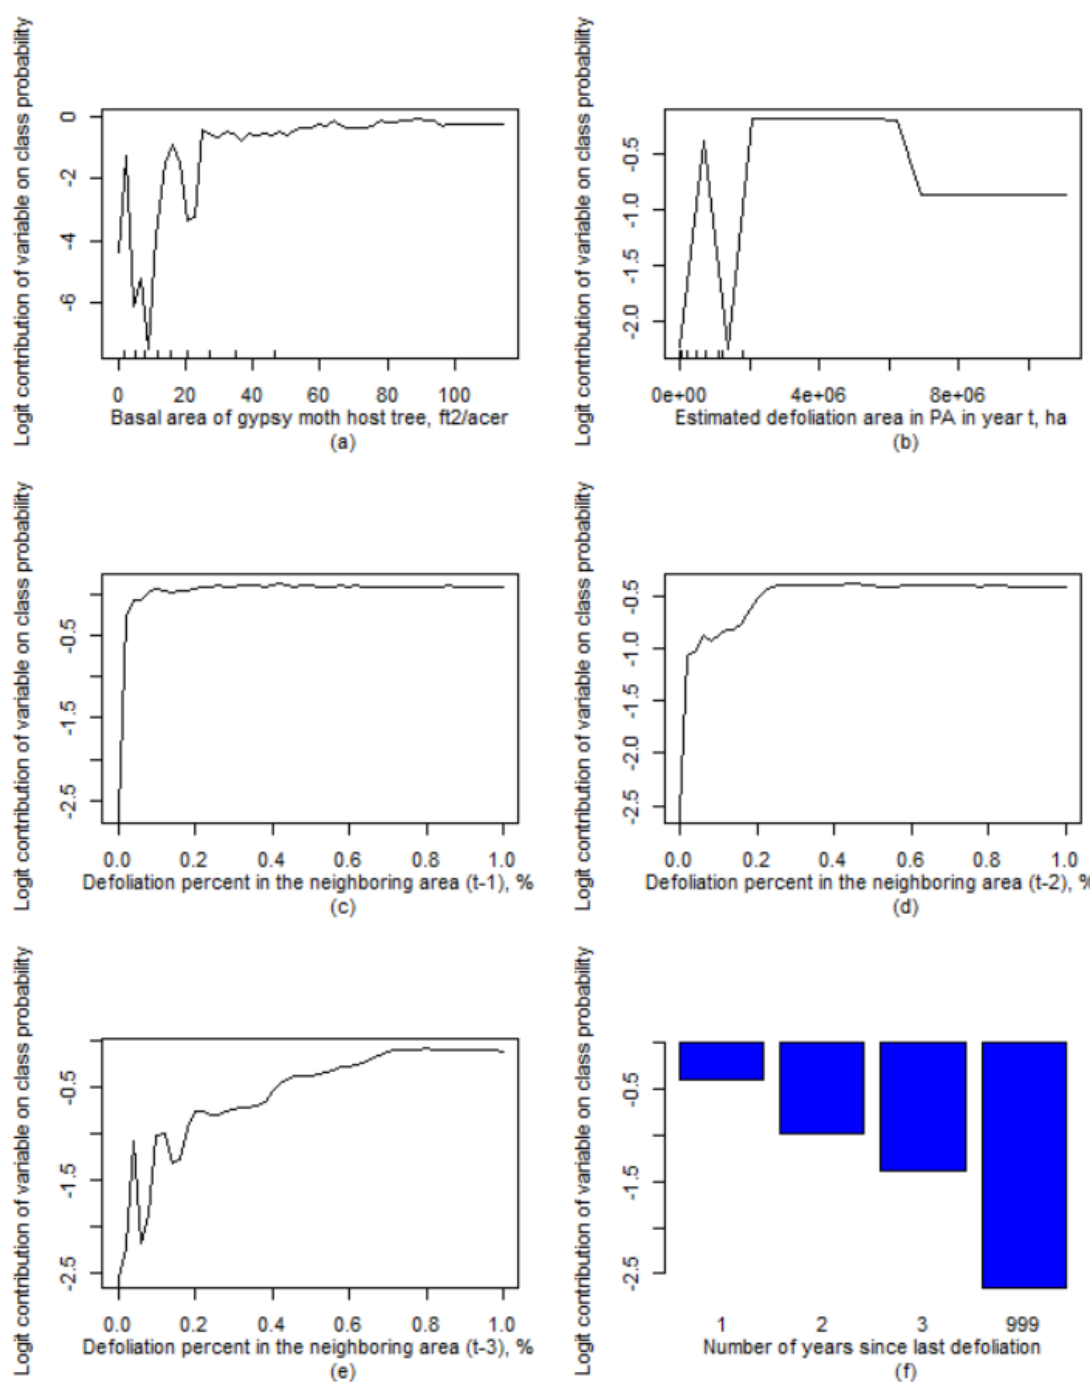 Logit contribution of variable on class probability
0
-2
-4
-6
0 20 40 60 80 100
Basal area of gypsy moth host tree, ft2/acer
(a)
Logit contribution of variable on class probability
-0.5
-1.0
-1.5
-2.0
0e+00 4e+06 8e+06
Estimated defoliation area in PA in year t, ha
(b)
Logit contribution of variable on class probability
-0.5
-1.5
-2.5
0.0 0.2 0.4 0.6 0.8 1.0
Defoliation percent in the neighboring area (t-1), %
(c)
Logit contribution of variable on class probability
-0.5
-1.0
-1.5
-2.0
-2.5
0.0 0.2 0.4 0.6 0.8 1.0
Defoliation percent in the neighboring area (t-2), %
(d)
Logit contribution of variable on class probability
-0.5
-1.5
-2.5
0.0 0.2 0.4 0.6 0.8 1.0
Defoliation percent in the neighboring area (t-3), %
(e)
Logit contribution of variable on class probability
-0.5
-1.5
-2.5
1 2 3 999
Number of years since last defoliation
(f)